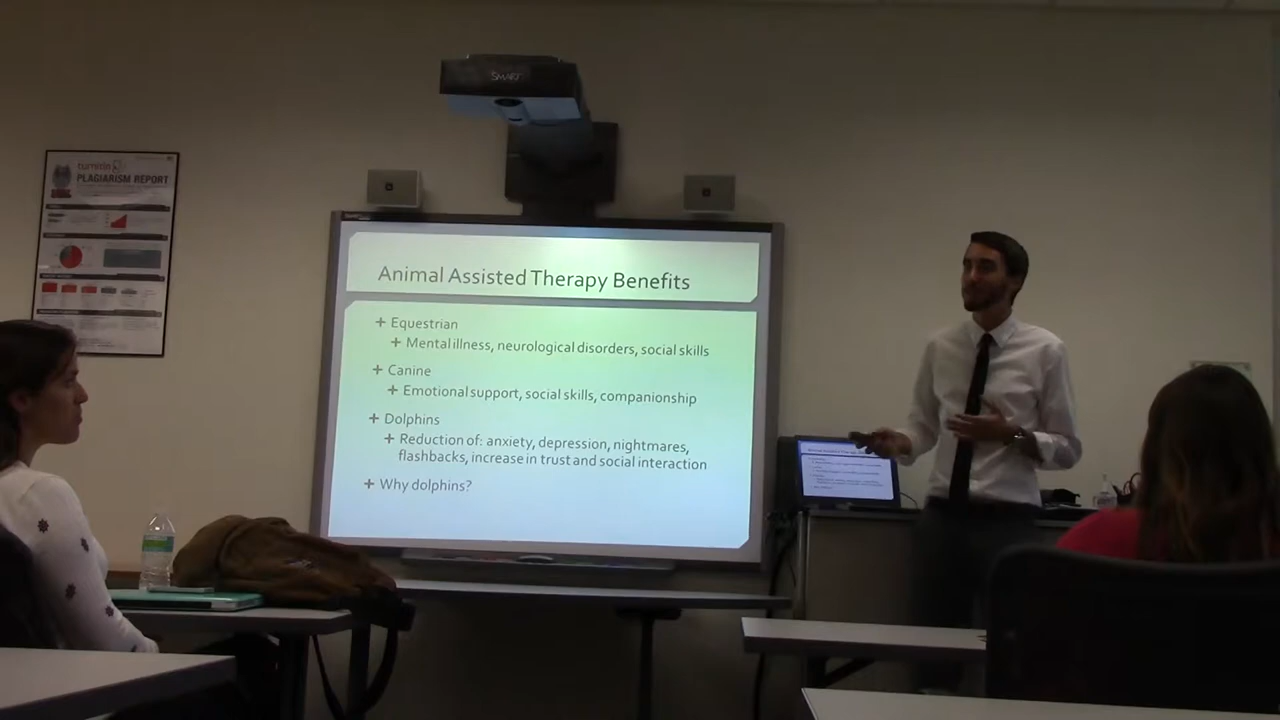 SMART
turnitin
PLAGIARISM REPORT
Animal Assisted Therapy Benefits
+ Equestrian
+ Mental illness, neurological disorders, social skills
+ Canine
+ Emotional support, social skills, companionship
+ Dolphins
+ Reduction of: anxiety, depression, nightmares,
flashbacks, increase in trust and social interaction
+ Why dolphins?